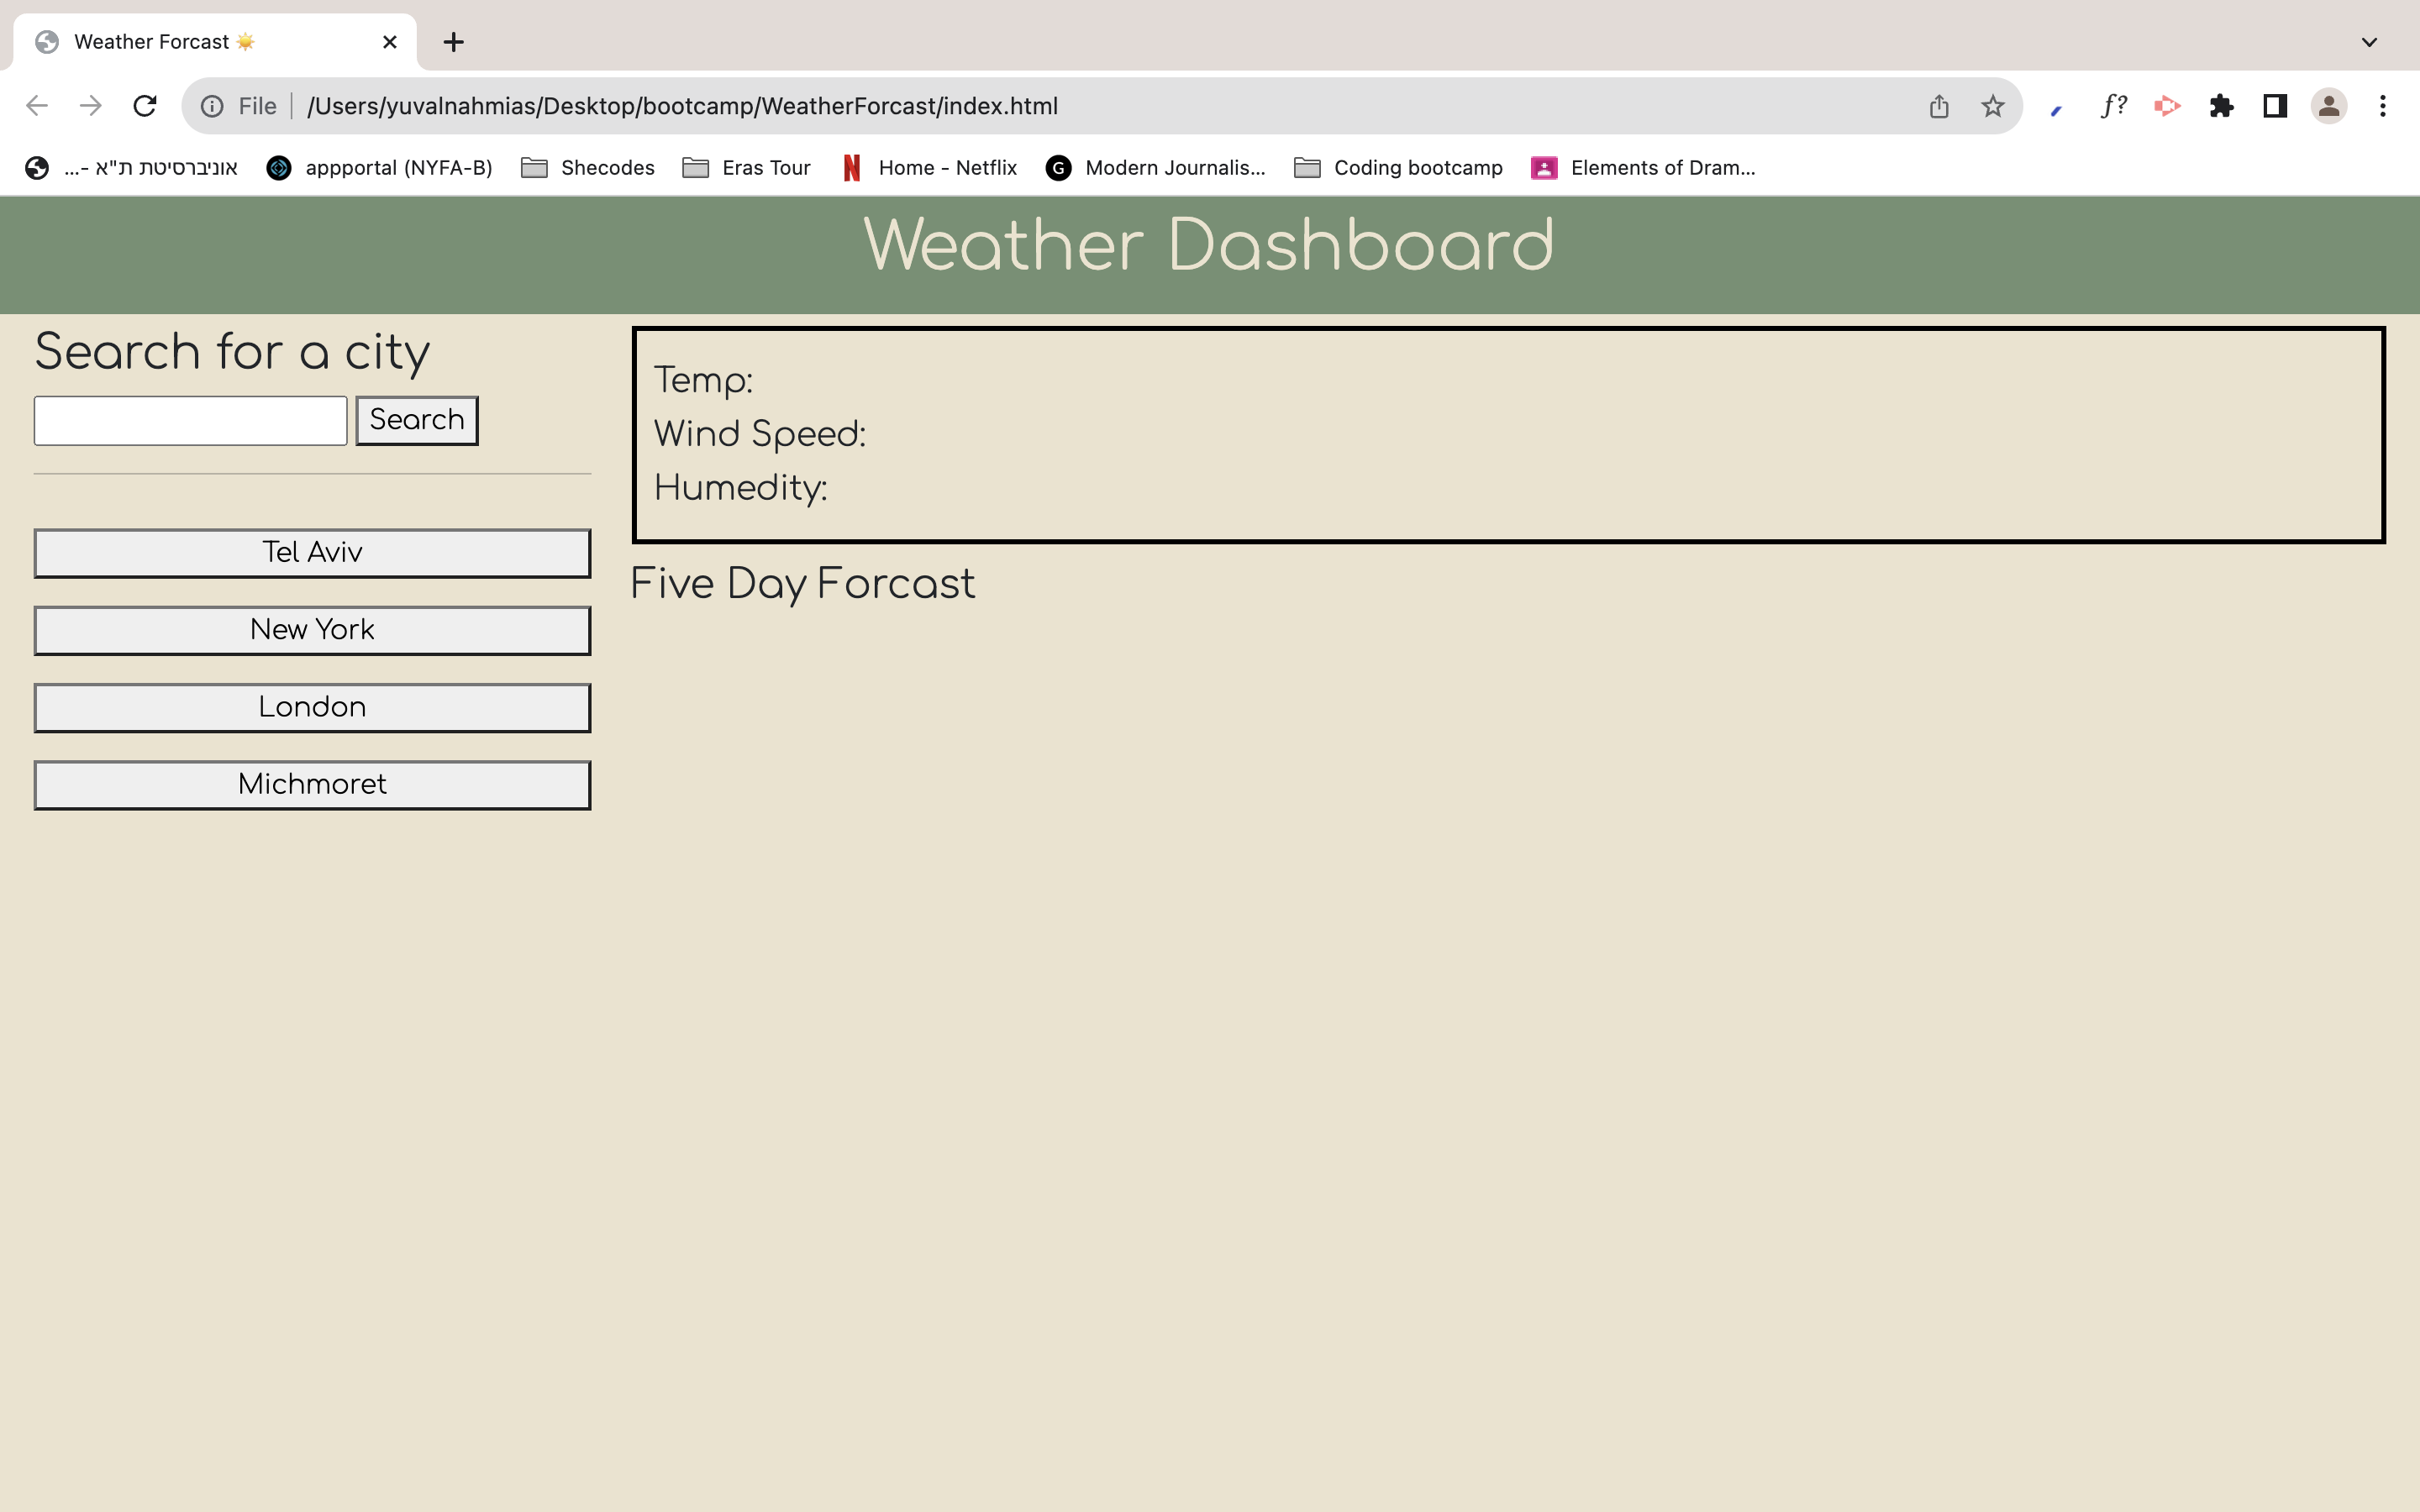 Weather Forcast ☀️
File /Users/yuvalnahmias/Desktop/bootcamp/WeatherForcast/index.html
f?
אוניברסיטת ת"א -... appportal (NYFA-B) Shecodes Eras Tour Home - Netflix Modern Journalis... Coding bootcamp Elements of Dram...
Weather Dashboard
Search for a city
Search
Tel Aviv
New York
London
Michmoret
Temp:
Wind Speed:
Humedity:
Five Day Forcast